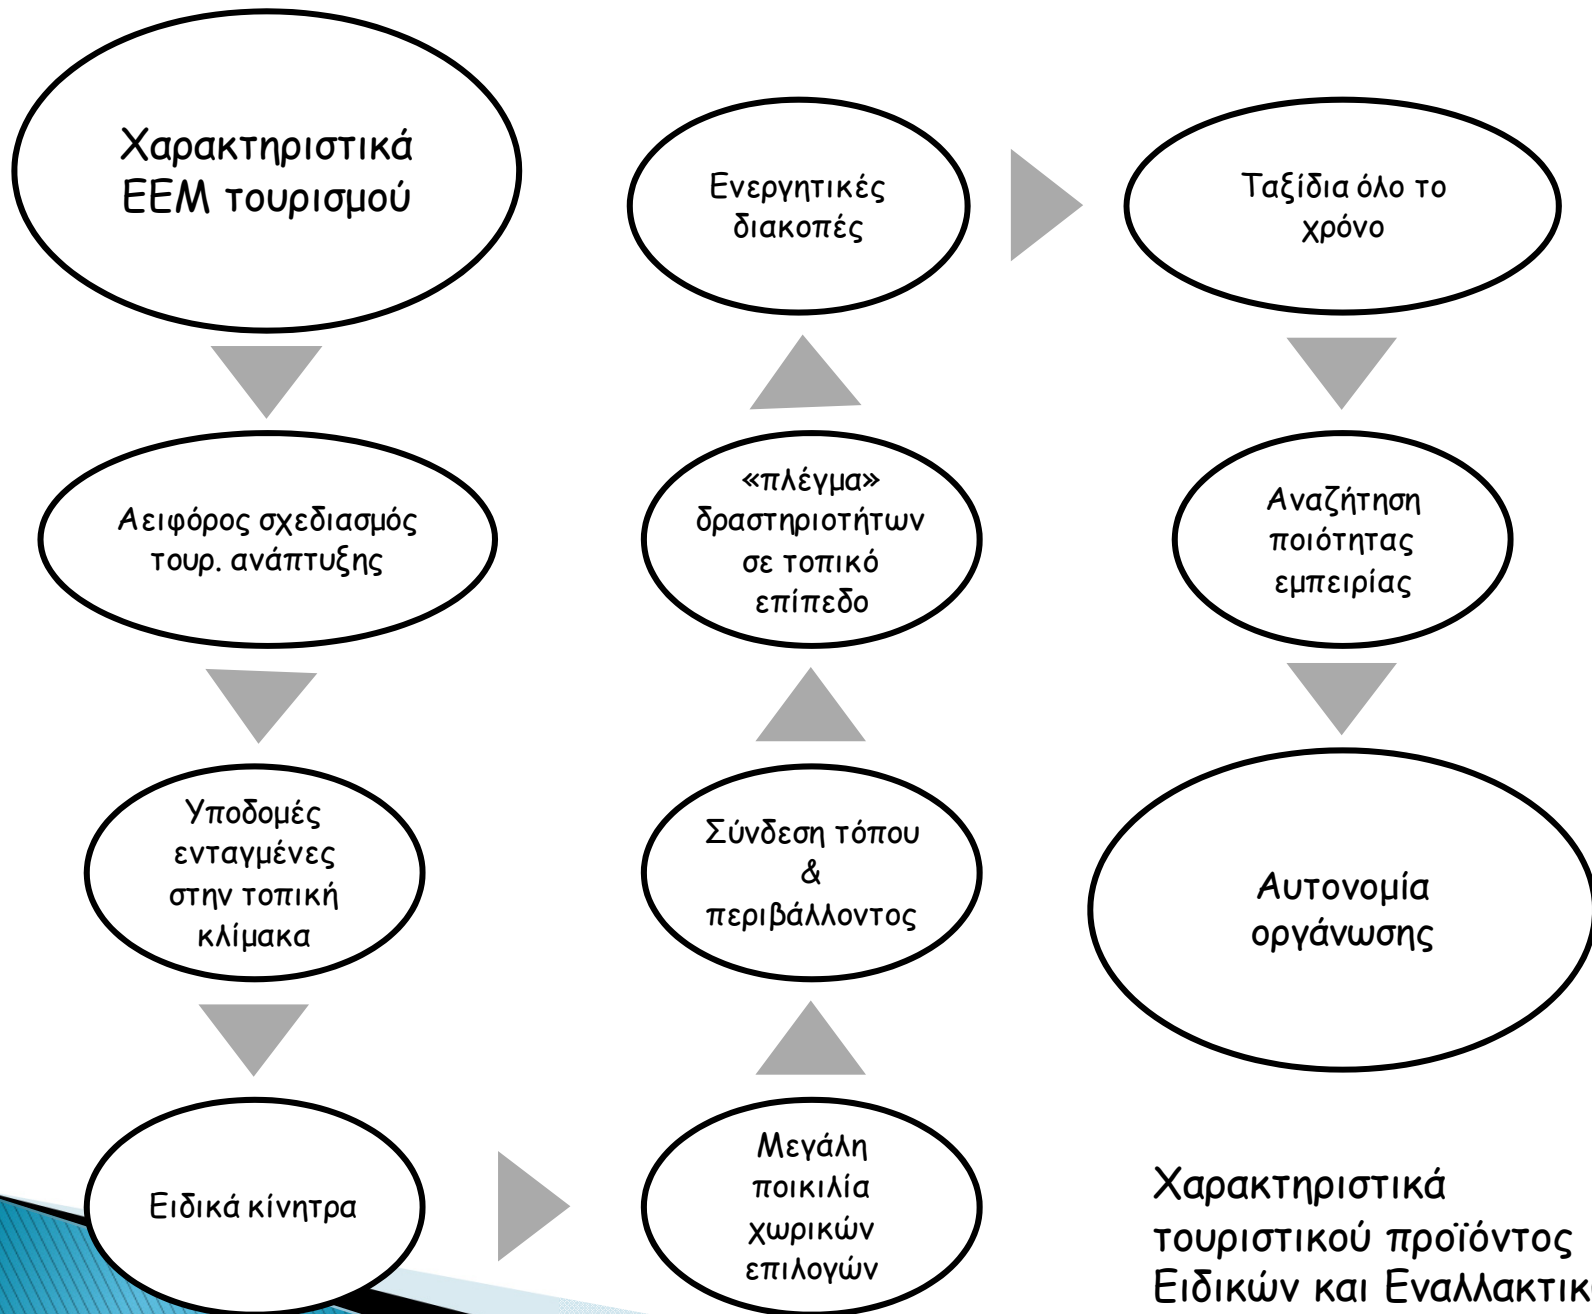 Χαρακτηριστικά
ΕΕΜ τουρισμού
Αειφόρος σχεδιασμός
τουρ. ανάπτυξης
Υποδομές
ενταγμένες
στην τοπική
κλίμακα
Ειδικά κίνητρα
Μεγάλη
ποικιλία
χωρικών
επιλογών
Σύνδεση τόπου
&
περιβάλλοντος
«πλέγμα»
δραστηριοτήτων
σε τοπικό
επίπεδο
Ενεργητικές
διακοπές
Ταξίδια όλο το
χρόνο
Αναζήτηση
ποιότητας
εμπειρίας
Αυτονομία
οργάνωσης
Χαρακτηριστικά
τουριστικού προϊόντος
Ειδικών και